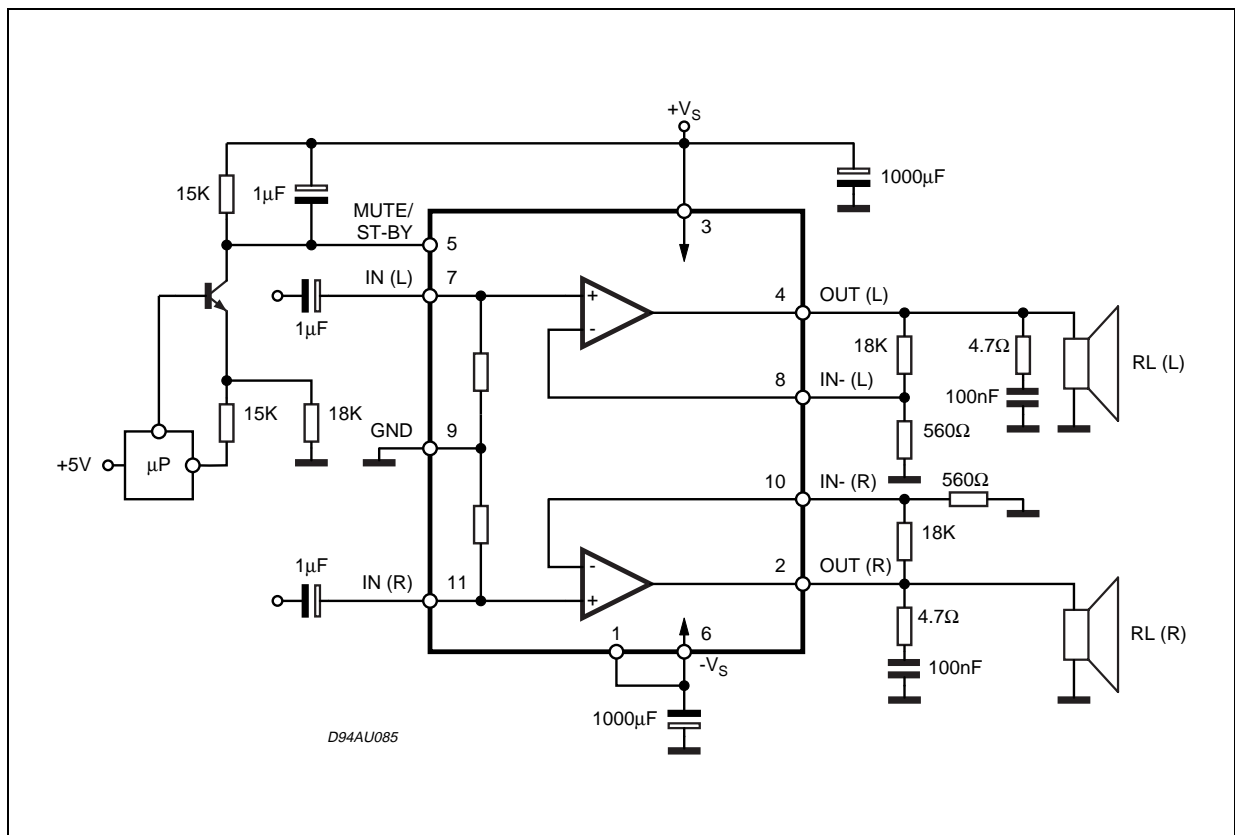 +VS
15K
1μF
1000μF
MUTE/
ST-BY
5
3
IN (L)
7
1μF
+
-
4
OUT (L)
18K
4.7Ω
RL (L)
8
IN- (L)
100nF
15K
18K
GND
9
560Ω
+5V
μP
10
IN- (R)
560Ω
18K
1μF
IN (R)
11
-
+
2
OUT (R)
4.7Ω
RL (R)
1
6
-VS
100nF
1000μF
D94AU085